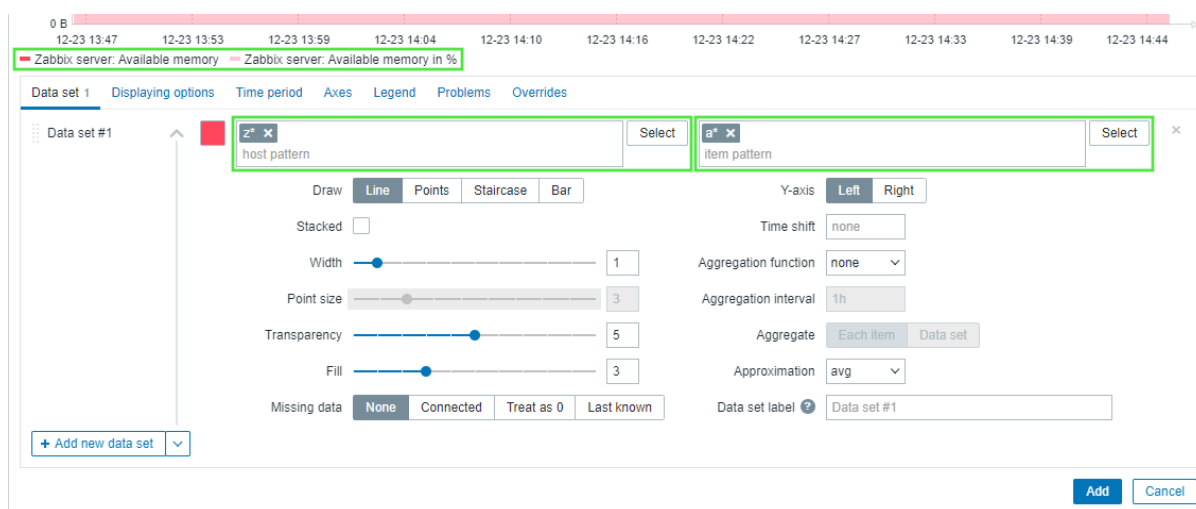 0 B
12-23 13:47 12-23 13:53 12-23 13:59 12-23 14:04 12-23 14:10 12-23 14:16 12-23 14:22 12-23 14:27 12-23 14:33 12-23 14:39 12-23 14:44
Zabbix server: Available memory Zabbix server: Available memory in %
Data set 1 Displaying options Time period Axes Legend Problems Overrides
Data set #1 z* × Select a* × Select ×
host pattern item pattern
Draw Line Points Staircase Bar Y-axis Left Right
Stacked Time shift none
Width 1 Aggregation function none
Point size 3 Aggregation interval 1h
Transparency 5 Aggregate Each item Data set
Fill 3 Approximation avg
Missing data None Connected Treat as 0 Last known Data set label ? Data set #1
+ Add new data set
Add Cancel